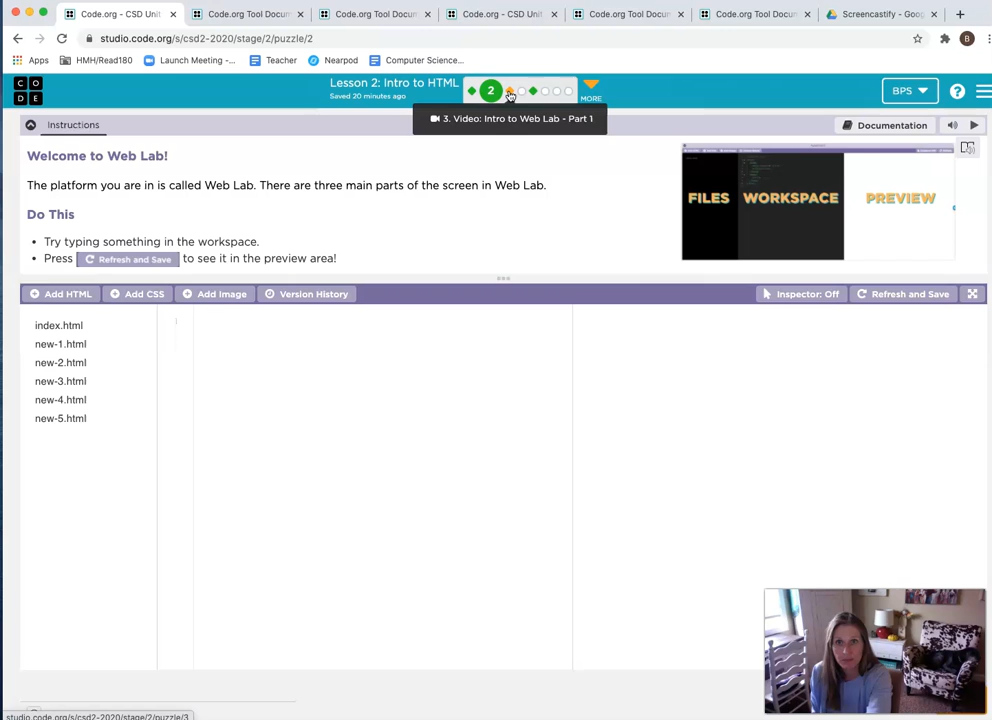 Code.org - CSD Unit
Code.org Tool Docum
Code.org Tool Docum
Code.org - CSD Unit
Code.org Tool Docum
Code.org Tool Docum
Screencastify - Goog
studio.code.org/s/csd2-2020/stage/2/puzzle/2
B
Apps
HMH/Read180
Launch Meeting -...
Teacher
Nearpod
Computer Science...
CODE
Lesson 2: Intro to HTML
Saved 20 minutes ago
2
MORE
BPS
?
3. Video: Intro to Web Lab - Part 1
Instructions
Documentation
Welcome to Web Lab!
The platform you are in is called Web Lab. There are three main parts of the screen in Web Lab.
Do This
• Try typing something in the workspace.
• Press Refresh and Save to see it in the preview area!
FILES
WORKSPACE
PREVIEW
Add HTML
Add CSS
Add Image
Version History
Inspector: Off
Refresh and Save
index.html
new-1.html
new-2.html
new-3.html
new-4.html
new-5.html
studio.code.org/s/csd2-2020/stage/2/puzzle/3